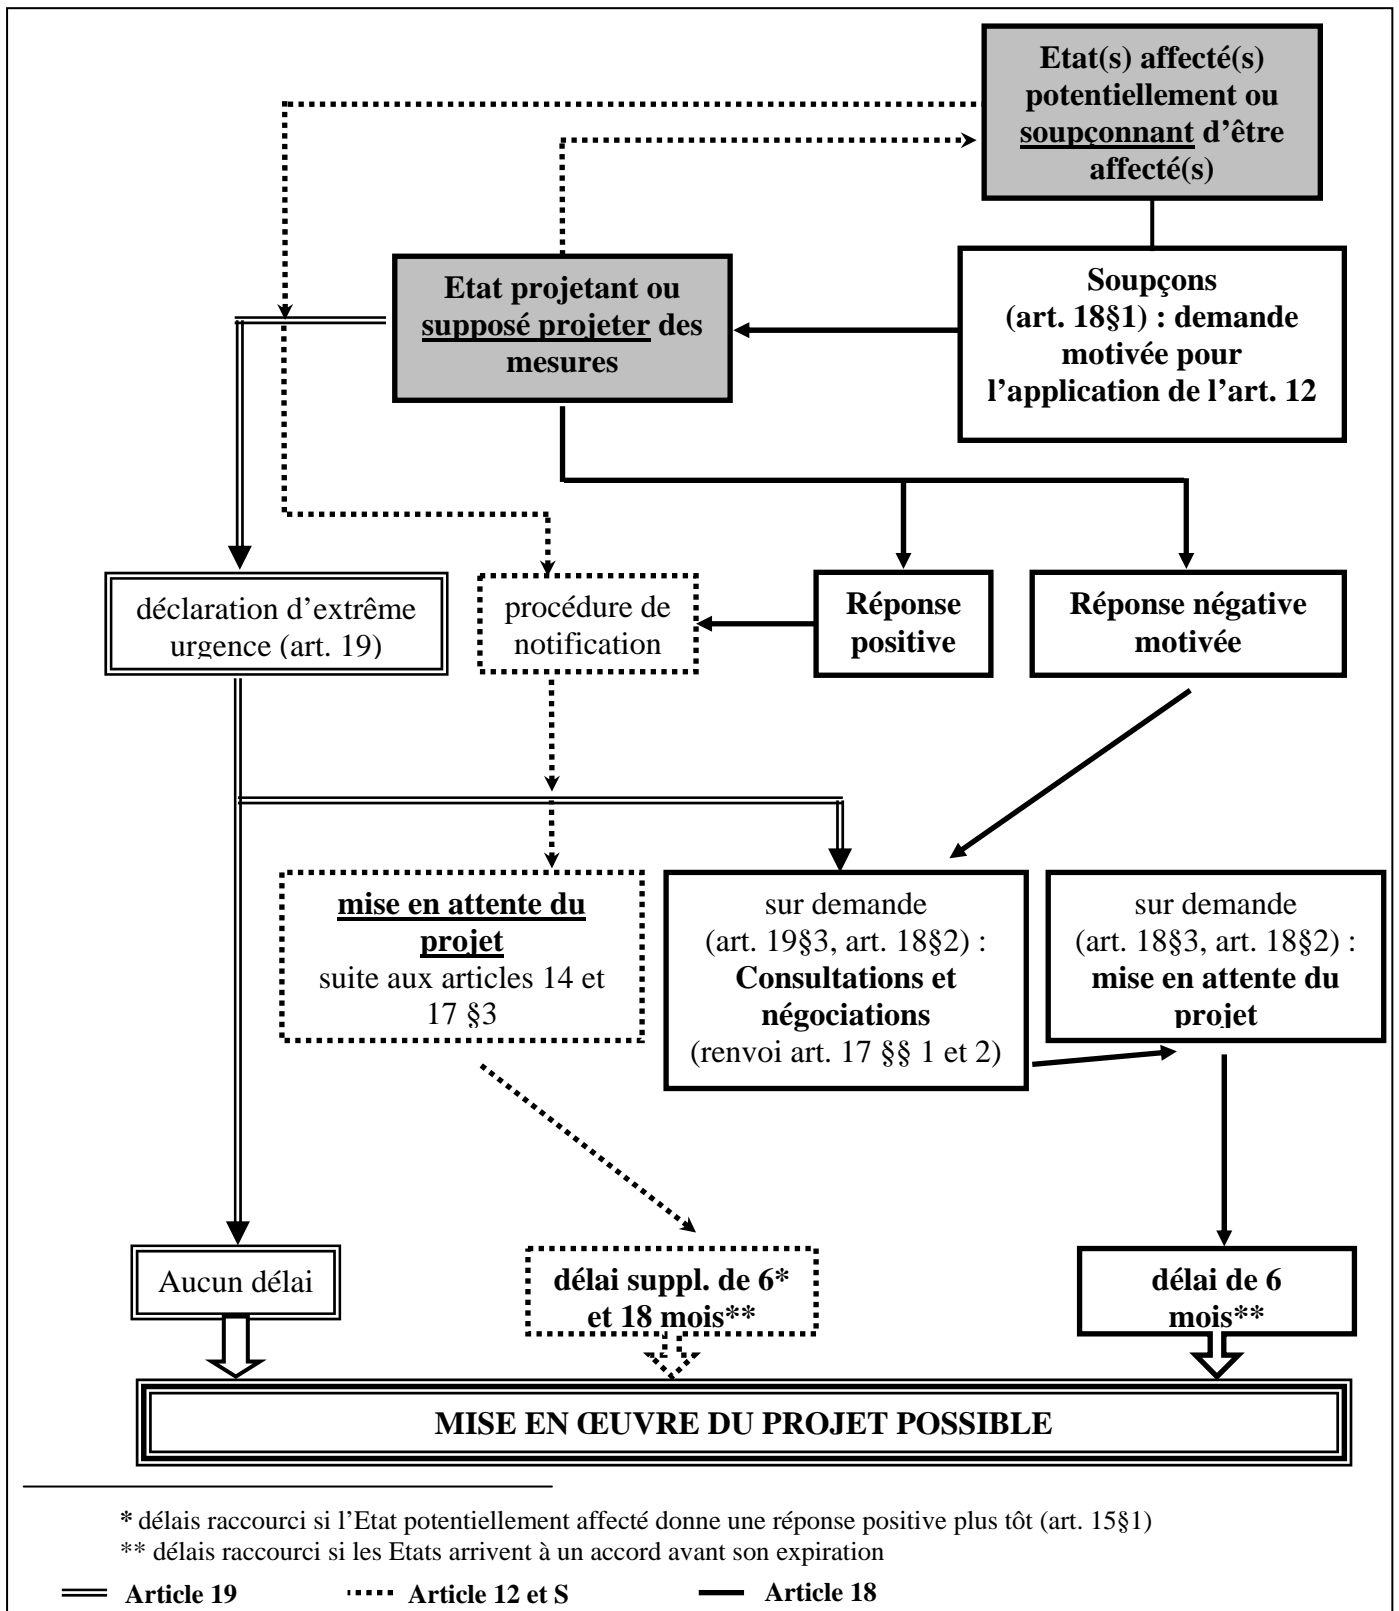 Etat(s) affecté(s)
potentiellement ou
soupçonnant d’être
affecté(s)
Etat projetant ou
supposé projeter des
mesures
Soupçons
(art. 18§1) : demande
motivée pour
l’application de l’art. 12
déclaration d’extrême
urgence (art. 19)
procédure de
notification
Réponse
positive
Réponse négative
motivée
mise en attente du
projet
suite aux articles 14 et
17 §3
sur demande
(art. 19§3, art. 18§2) :
Consultations et
négociations
(renvoi art. 17 §§ 1 et 2)
sur demande
(art. 18§3, art. 18§2) :
mise en attente du
projet
Aucun délai
délai suppl. de 6*
et 18 mois**
délai de 6
mois**
MISE EN ŒUVRE DU PROJET POSSIBLE
* délais raccourci si l’Etat potentiellement affecté donne une réponse positive plus tôt (art. 15§1)
** délais raccourci si les Etats arrivent à un accord avant son expiration
Article 19 Article 12 et S Article 18